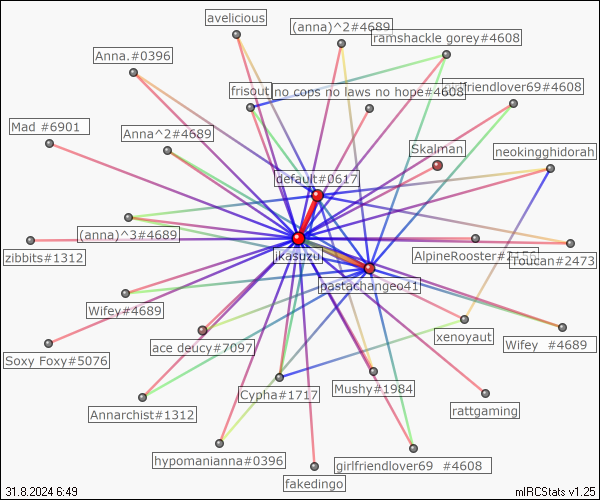 avelicious
(anna)^2#4689
ramshackle gorey#4608
Anna.#0396
frisout
no cops no laws no hope#4608
girlfriendlover69#4608
Mad #6901
Anna^2#4689
Skalman
neokingghidorah
default#0617
(anna)^3#4689
zibbits#1312
ikasuzu
AlpineRooster#2156
Toucan#2473
pastachangeo41
Wifey#4689
xenoyaut
Wifey #4689
Soxy Foxy#5076
ace deucy#7097
Cypha#1717
Mushy#1984
rattgaming
Annarchist#1312
hypomanianna#0396
girlfriendlover69 #4608
fakedingo
31.8.2024 6:49
mIRCStats v1.25